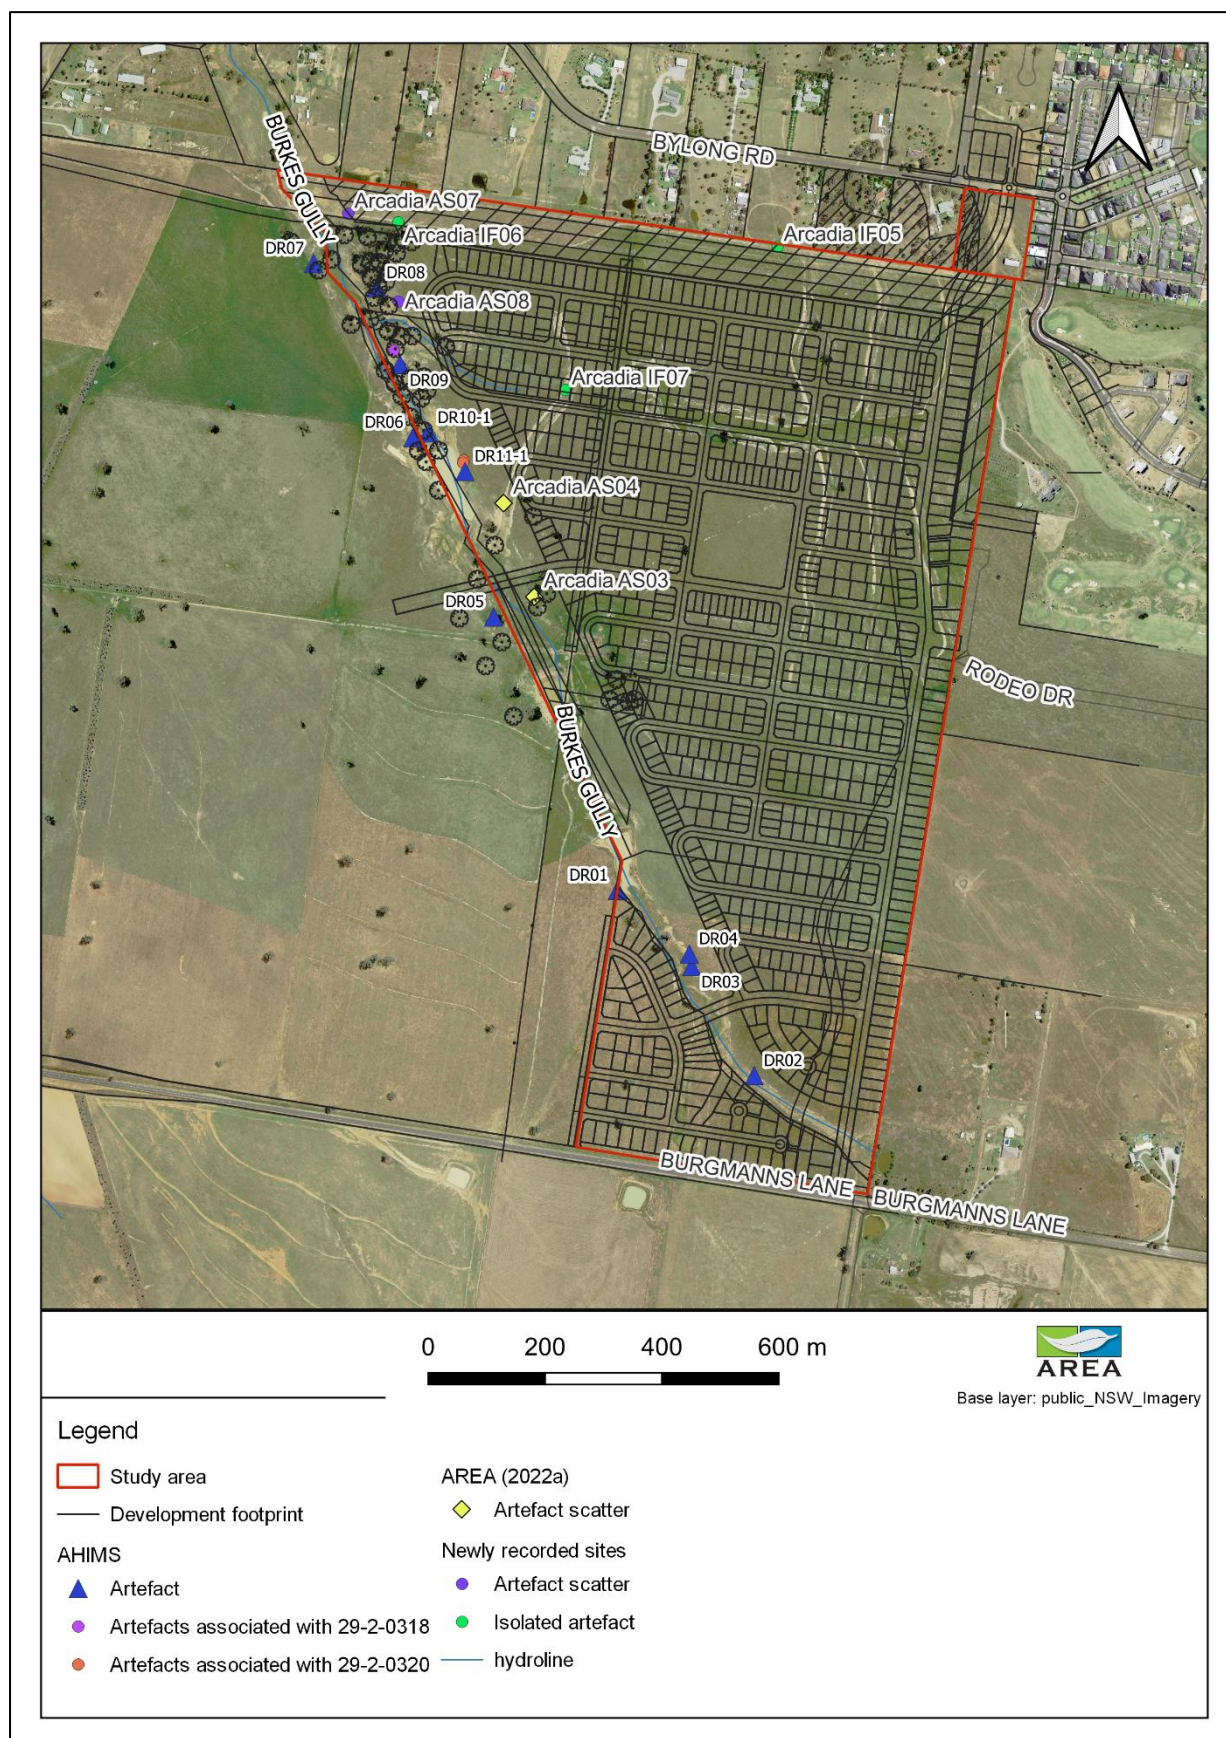 BURKES GULLY
BYLONG RD
Arcadia AS07
Arcadia IF06
Arcadia IF05
DR07
DR08
Arcadia AS08
DR09
Arcadia IF07
DR06
DR10-1
DR11-1
Arcadia AS04
Arcadia AS03
DR05
RODEO DR
BURKES GULLY
DR01
DR04
DR03
DR02
BURGMANNS LANE
BURGMANNS LANE
0 200 400 600 m
AREA
Base layer: public_NSW_Imagery
Legend
Study area
Development footprint
AHIMS
Artefact
Artefacts associated with 29-2-0318
Artefacts associated with 29-2-0320
AREA (2022a)
Artefact scatter
Newly recorded sites
Artefact scatter
Isolated artefact
hydroline